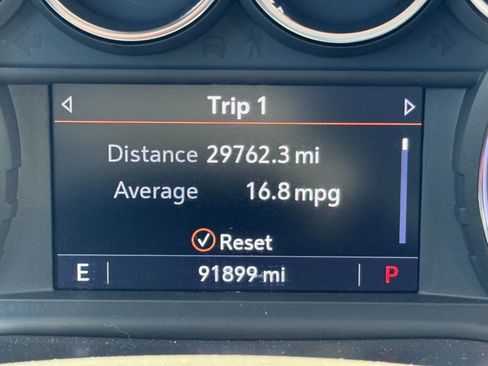 Trip 1
Distance 29762.3 mi
Average 16.8 mpg
Reset
E 91899 mi P